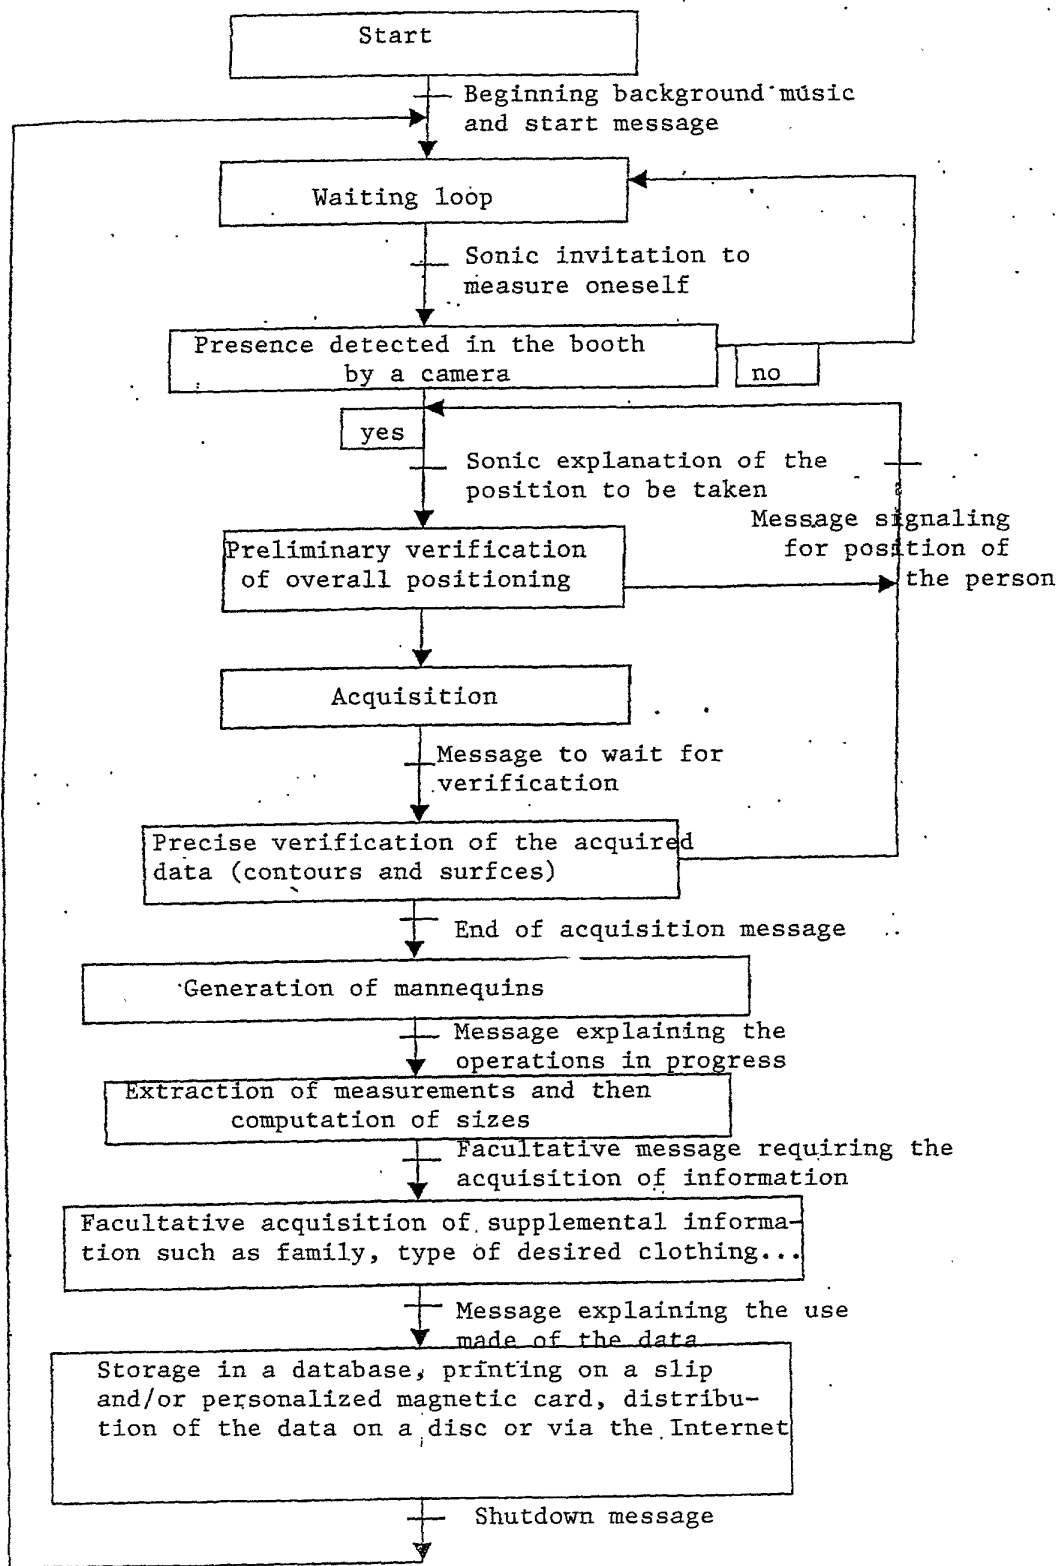 Start
Beginning background music
and start message
Waiting loop
Sonic invitation to
measure oneself
Presence detected in the booth
by a camera
no
yes
Sonic explanation of the
position to be taken
Message signaling
for position of
the person
Preliminary verification
of overall positioning
Acquisition
Message to wait for
verification
Precise verification of the acquired
data (contours and surfces)
End of acquisition message
Generation of mannequins
Message explaining the
operations in progress
Extraction of measurements and then
computation of sizes
Facultative message requiring the
acquisition of information
Facultative acquisition of supplemental informa-
tion such as family, type of desired clothing...
Message explaining the use
made of the data
Storage in a database, printing on a slip
and/or personalized magnetic card, distribu-
tion of the data on a disc or via the Internet
Shutdown message